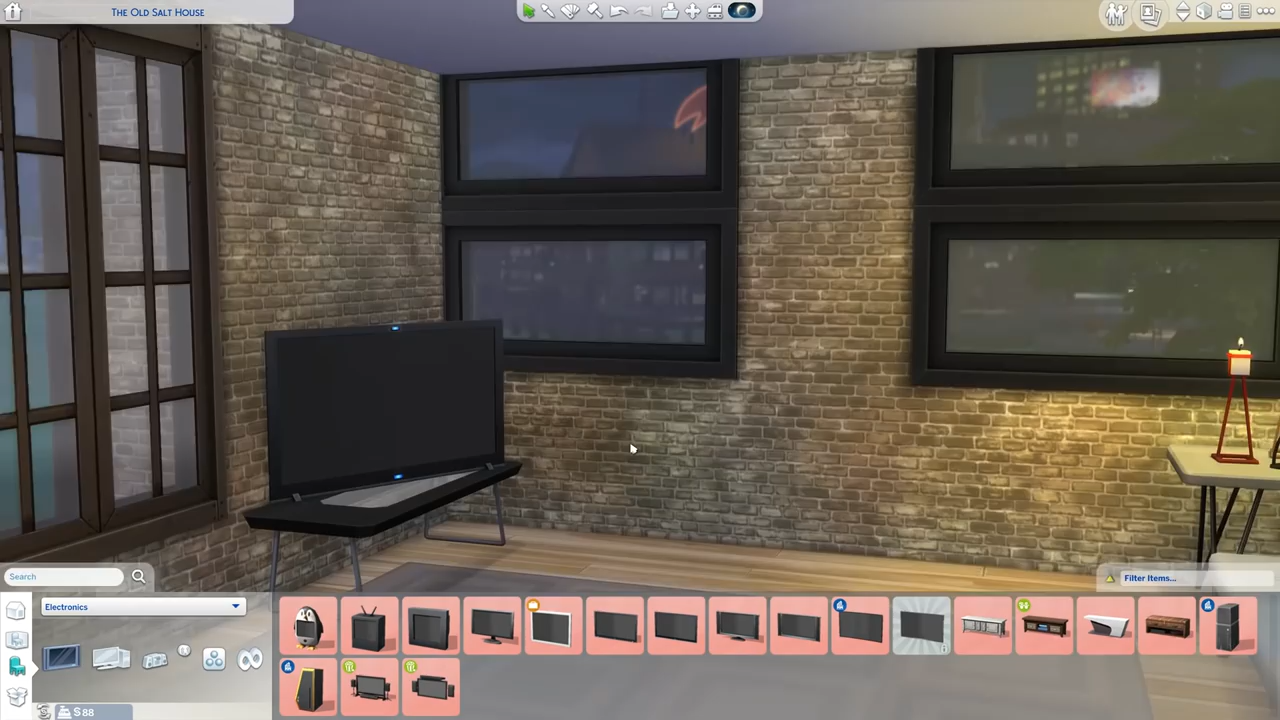 THE OLD SALT HOUSE
Search
Filter Items...
Electronics
$88